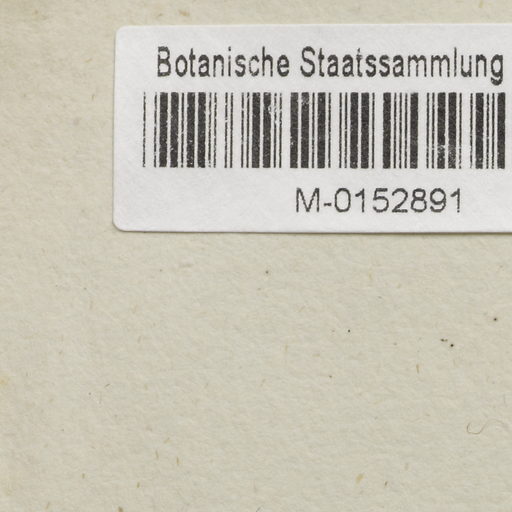 Botanische Staatssammlung
M-0152891